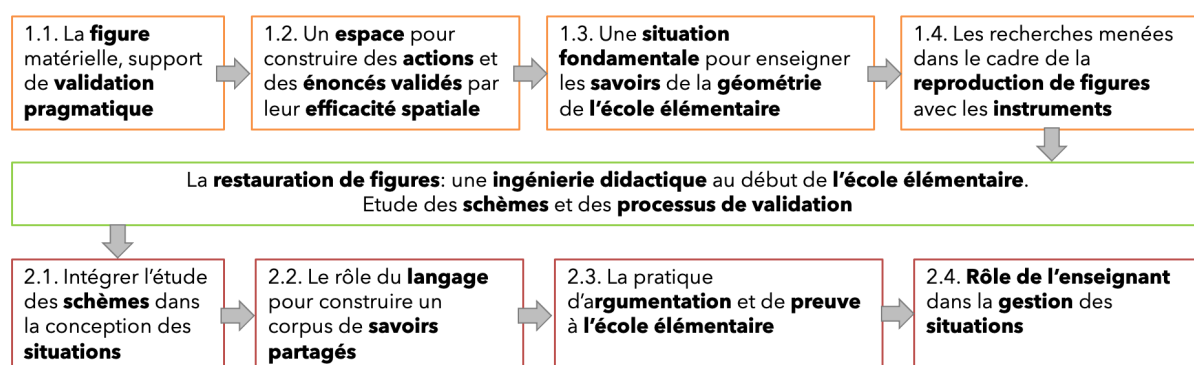 1.1. La figure
matérielle, support
de validation
pragmatique
1.2. Un espace pour
construire des actions et
des énoncés validés par
leur efficacité spatiale
1.3. Une situation
fondamentale pour enseigner
les savoirs de la géométrie
de l’école élémentaire
1.4. Les recherches menées
dans le cadre de la
reproduction de figures
avec les instruments
La restauration de figures: une ingénierie didactique au début de l’école élémentaire.
Etude des schèmes et des processus de validation
2.1. Intégrer l’étude
des schèmes dans
la conception des
situations
2.2. Le rôle du langage
pour construire un
corpus de savoirs
partagés
2.3. La pratique
d’argumentation et de preuve
à l’école élémentaire
2.4. Rôle de l’enseignant
dans la gestion des
situations